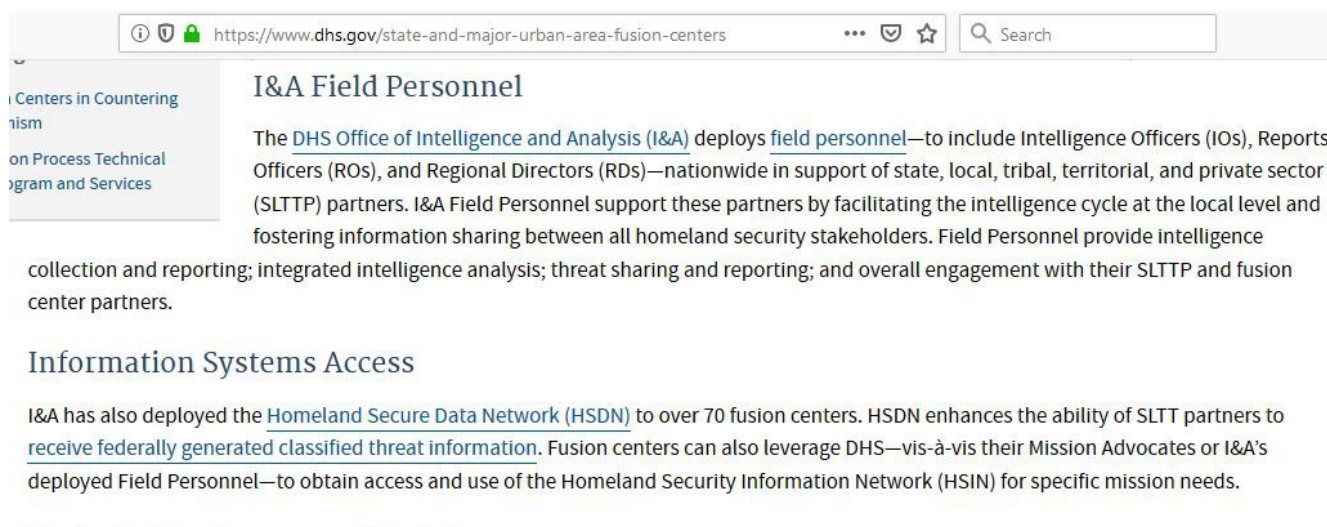 https://www.dhs.gov/state-and-major-urban-area-fusion-centers
Search
Centers in Countering
I&A Field Personnel
The DHS Office of Intelligence and Analysis (I&A) deploys field personnel—to include Intelligence Officers (IOs), Reports
on Process Technical
and Services
Officers (ROs), and Regional Directors (RDs)—nationwide in support of state, local, tribal, territorial, and private sector
(SLTTP) partners. I&A Field Personnel support these partners by facilitating the intelligence cycle at the local level and
fostering information sharing between all homeland security stakeholders. Field Personnel provide intelligence
collection and reporting; integrated intelligence analysis; threat sharing and reporting; and overall engagement with their SLTTP and fusion
center partners.
Information Systems Access
I&A has also deployed the Homeland Secure Data Network (HSDN) to over 70 fusion centers. HSDN enhances the ability of SLTT partners to
receive federally generated classified threat information. Fusion centers can also leverage DHS—vis-à-vis their Mission Advocates or I&A's
deployed Field Personnel—to obtain access and use of the Homeland Security Information Network (HSIN) for specific mission needs.